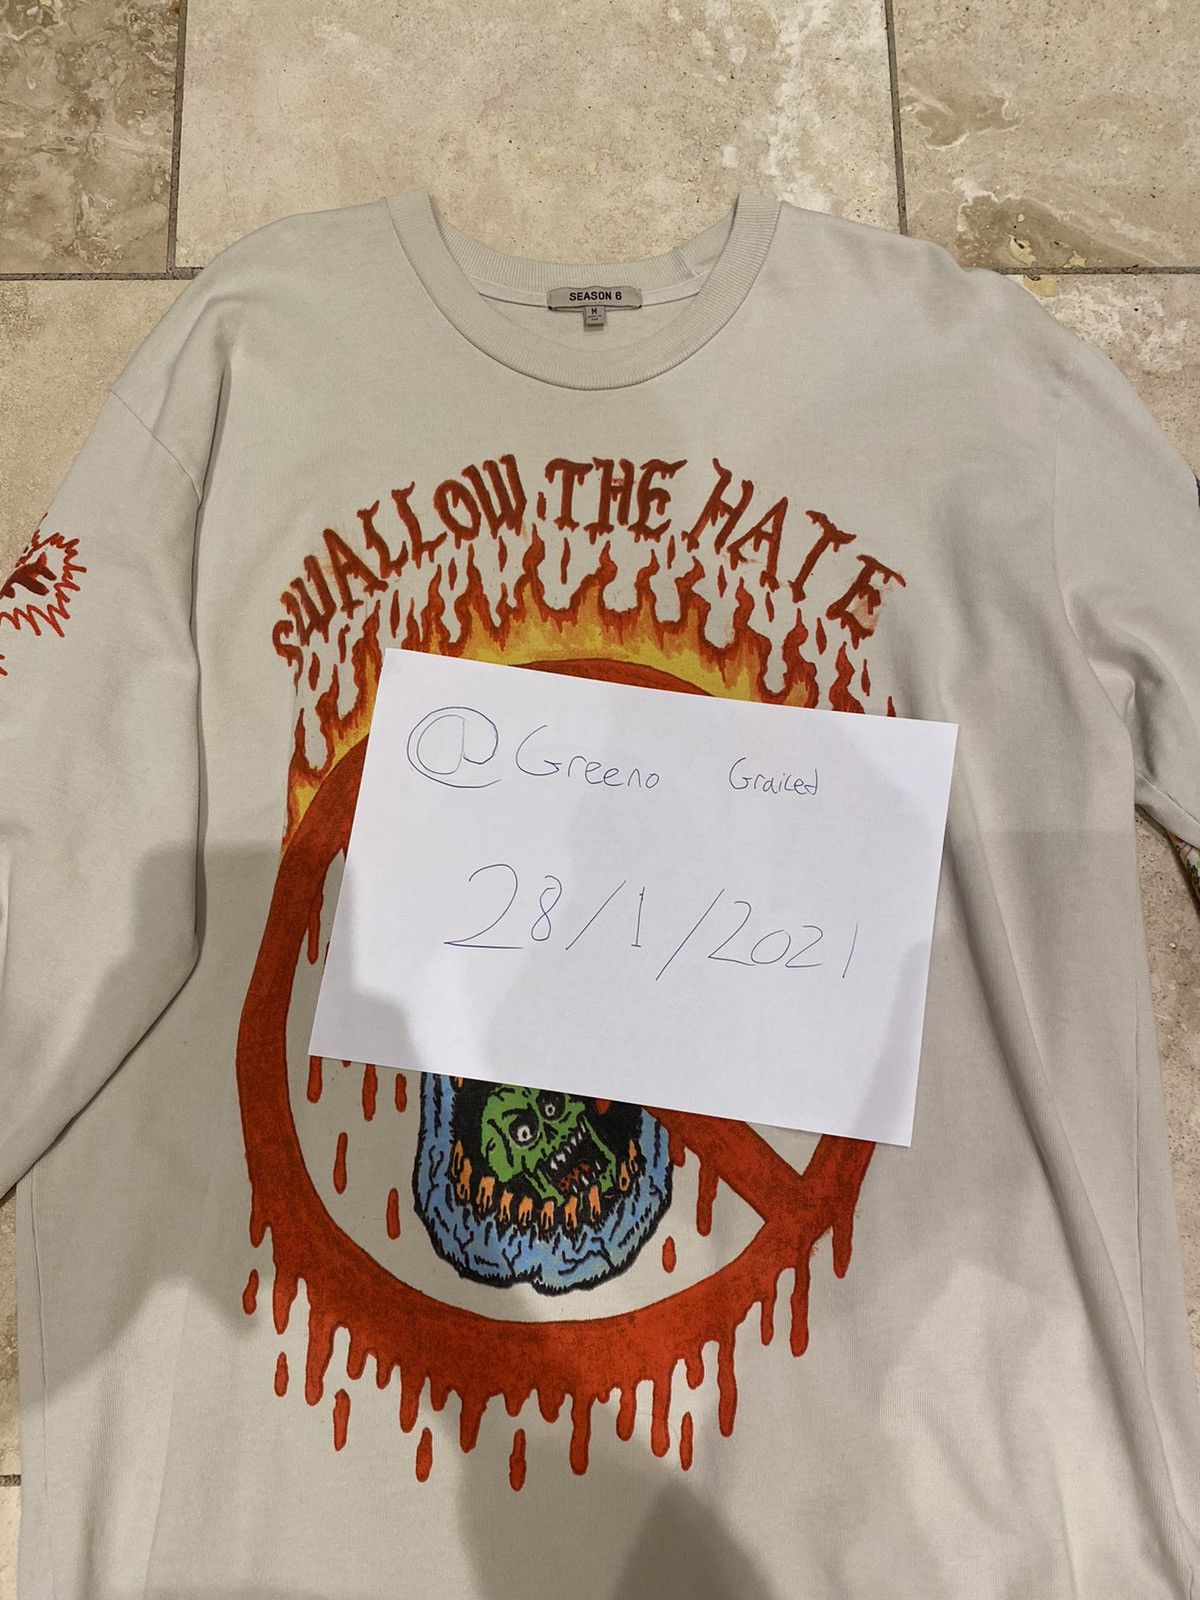 SEASON 6
M
SWALLOW THE HATE
@Greeno Grailed
28/1/2021